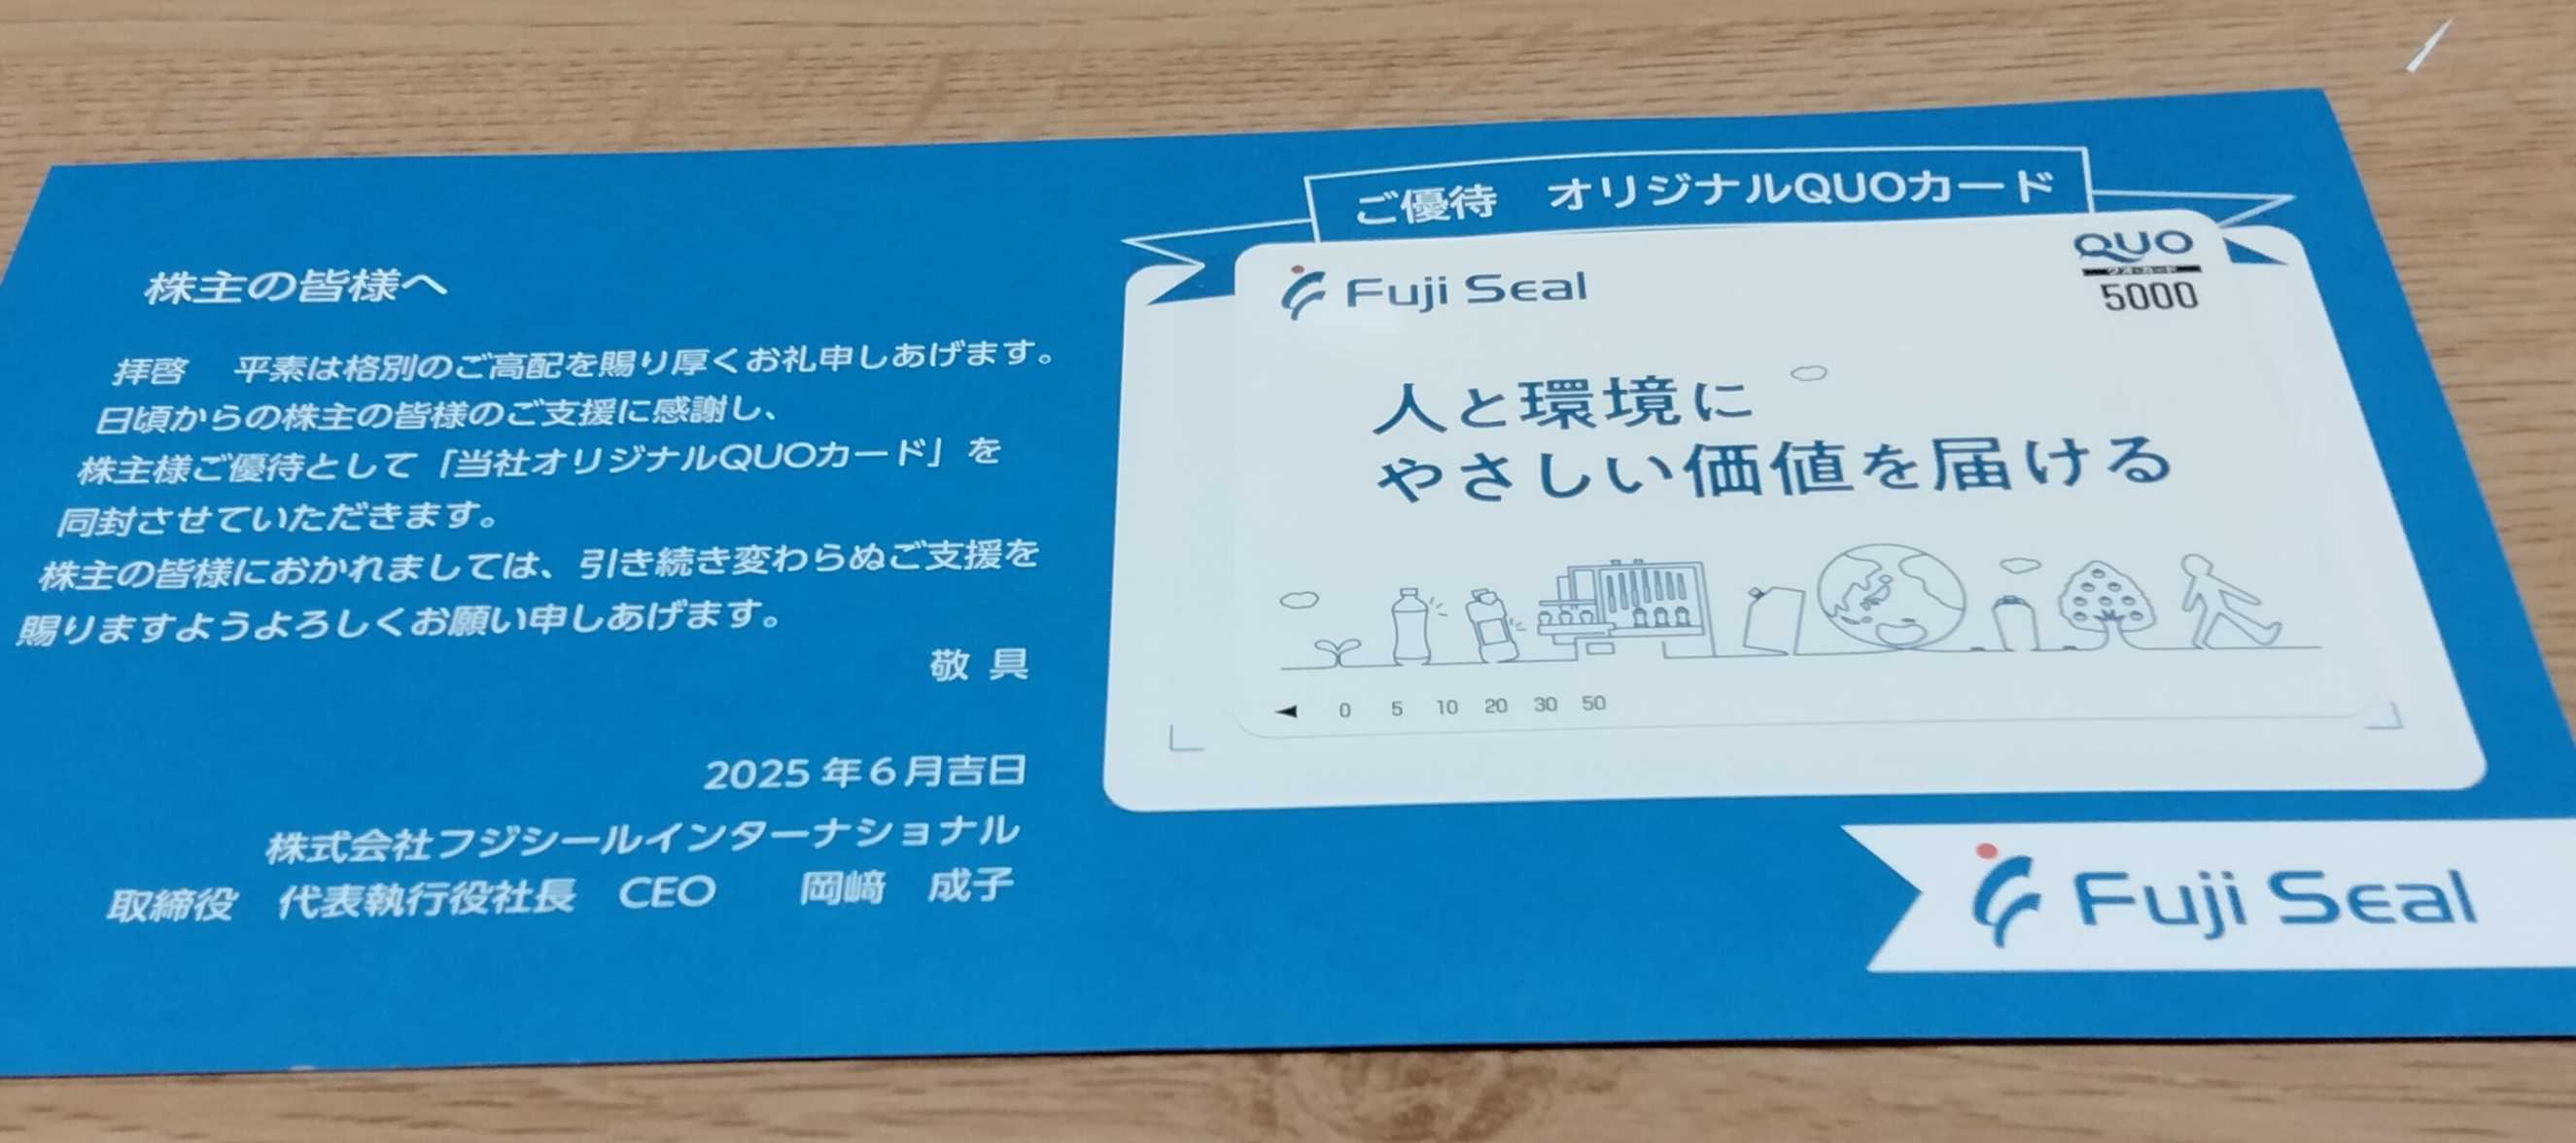 株主の皆様へ
拝啓　平素は格別のご高配を賜り厚くお礼申しあげます。
日頃からの株主の皆様のご支援に感謝し、
株主様ご優待として「当社オリジナルQUOカード」を
同封させていただきます。
株主の皆様におかれましては、引き続き変わらぬご支援を
賜りますようよろしくお願い申しあげます。
敬 具
2025 年 6 月吉日
株式会社フジシールインターナショナル
取締役　代表執行役社長　CEO　　岡﨑　成子
ご優待　オリジナルQUOカード
Fuji Seal
QUO
クオ・カード
5000
人と環境に
やさしい価値を届ける
◀ 0 5 10 20 30 50
Fuji Seal